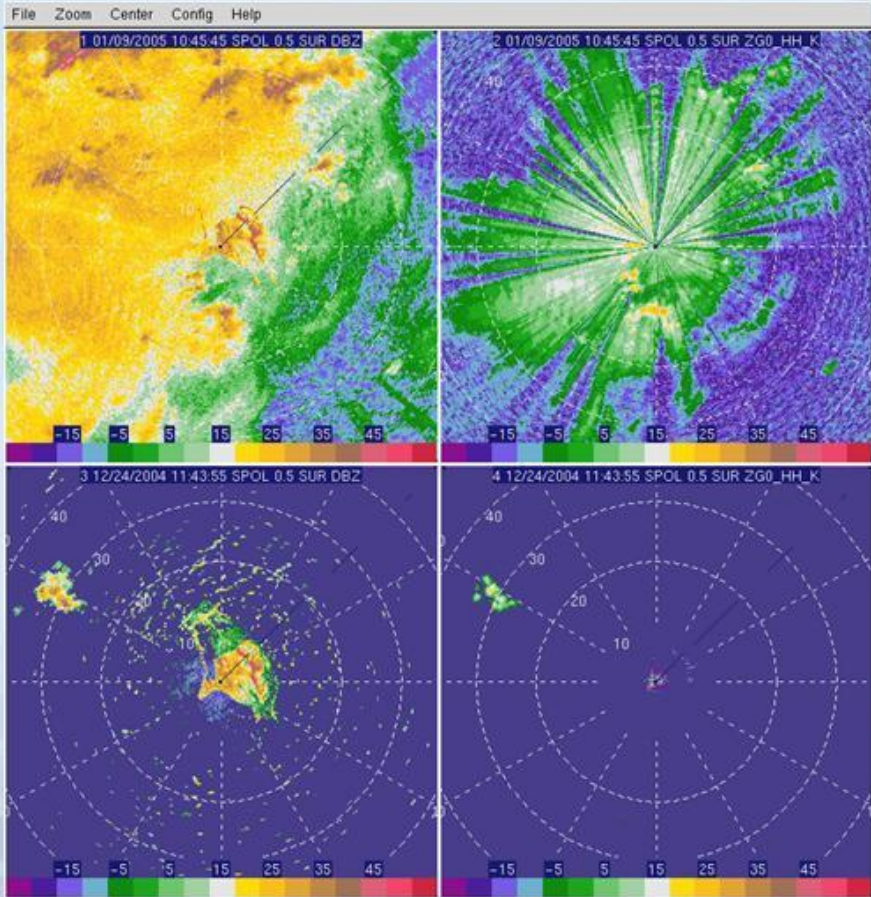 File Zoom Center Config Help
1 01/09/2005 10:45:45 SPOL 0.5 SUR DBZ
2 01/09/2005 10:45:45 SPOL 0.5 SUR ZG0_HH_K
40
10
-15 -5 5 15 25 35 45
-15 -5 5 15 25 35 45
3 12/24/2004 11:43:55 SPOL 0.5 SUR DBZ
4 12/24/2004 11:43:55 SPOL 0.5 SUR ZG0_HH_K
40
40
30
30
20
10
10
-15 -5 5 15 25 35 45
-15 -5 5 15 25 35 45